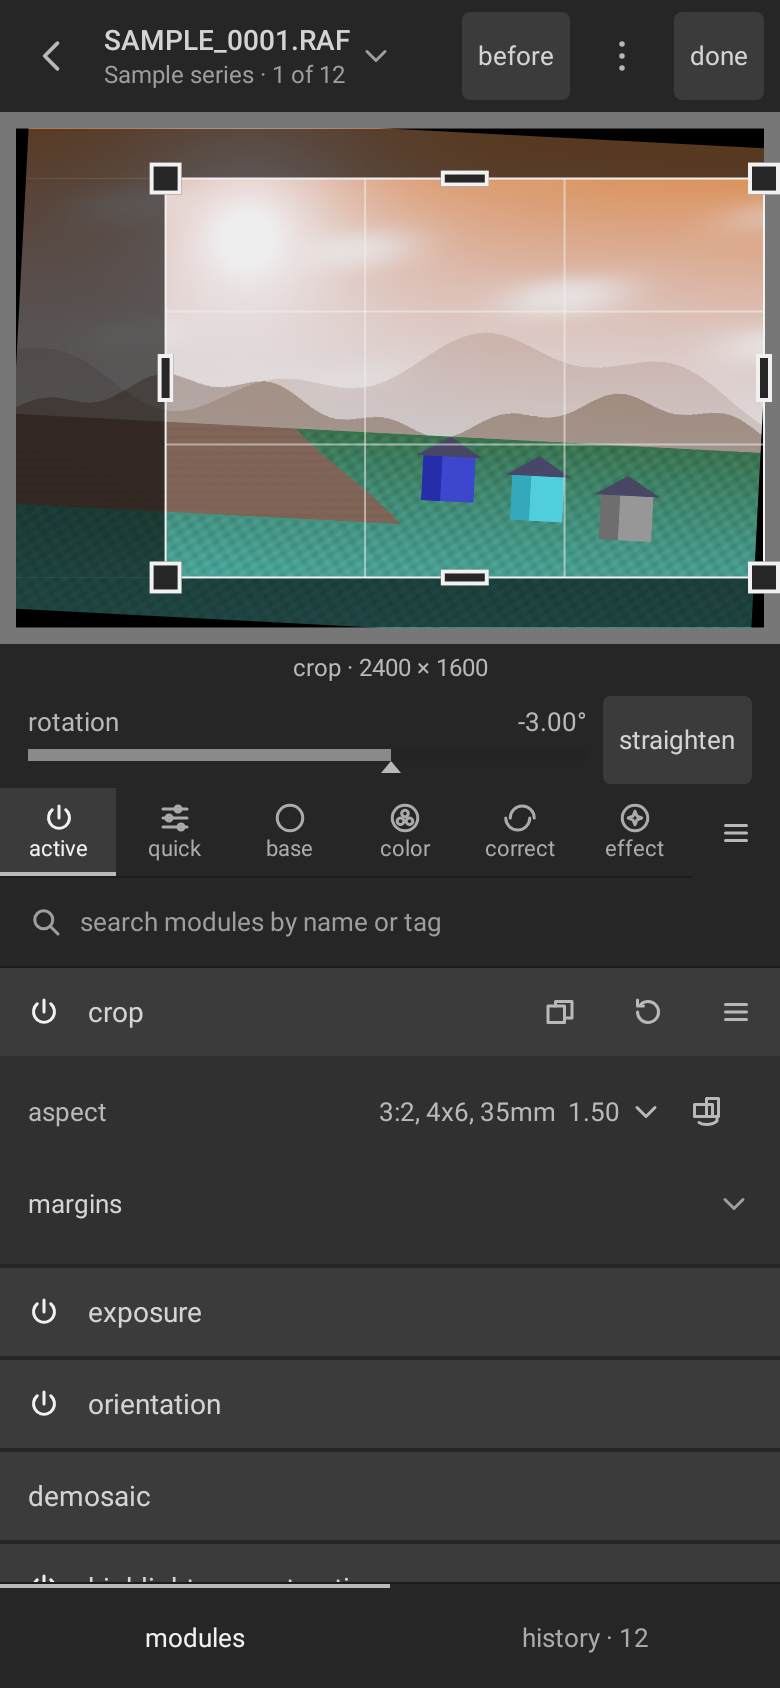 SAMPLE_0001.RAF
Sample series · 1 of 12
before
done
crop · 2400 × 1600
rotation
-3.00°
straighten
active
quick
base
color
correct
effect
search modules by name or tag
crop
aspect
3:2, 4x6, 35mm 1.50
margins
exposure
orientation
demosaic
modules
history · 12